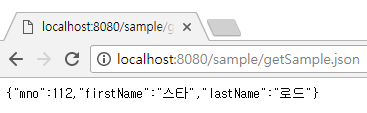 localhost:8080/sample/g
localhost:8080/sample/getSample.json
{"mno":112,"firstName":"스타","lastName":"로드"}